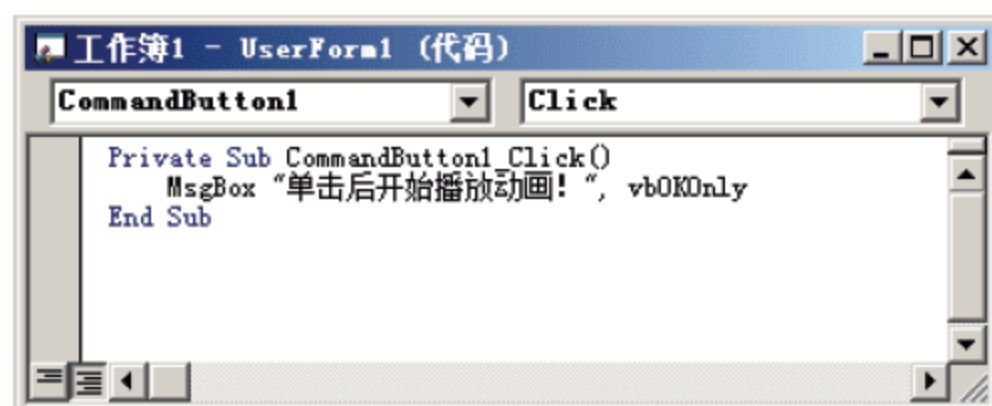 工作簿1 - UserForm1 (代码)
CommandButton1
Click
Private Sub CommandButton1_Click()
MsgBox "单击后开始播放动画！", vbOKOnly
End Sub